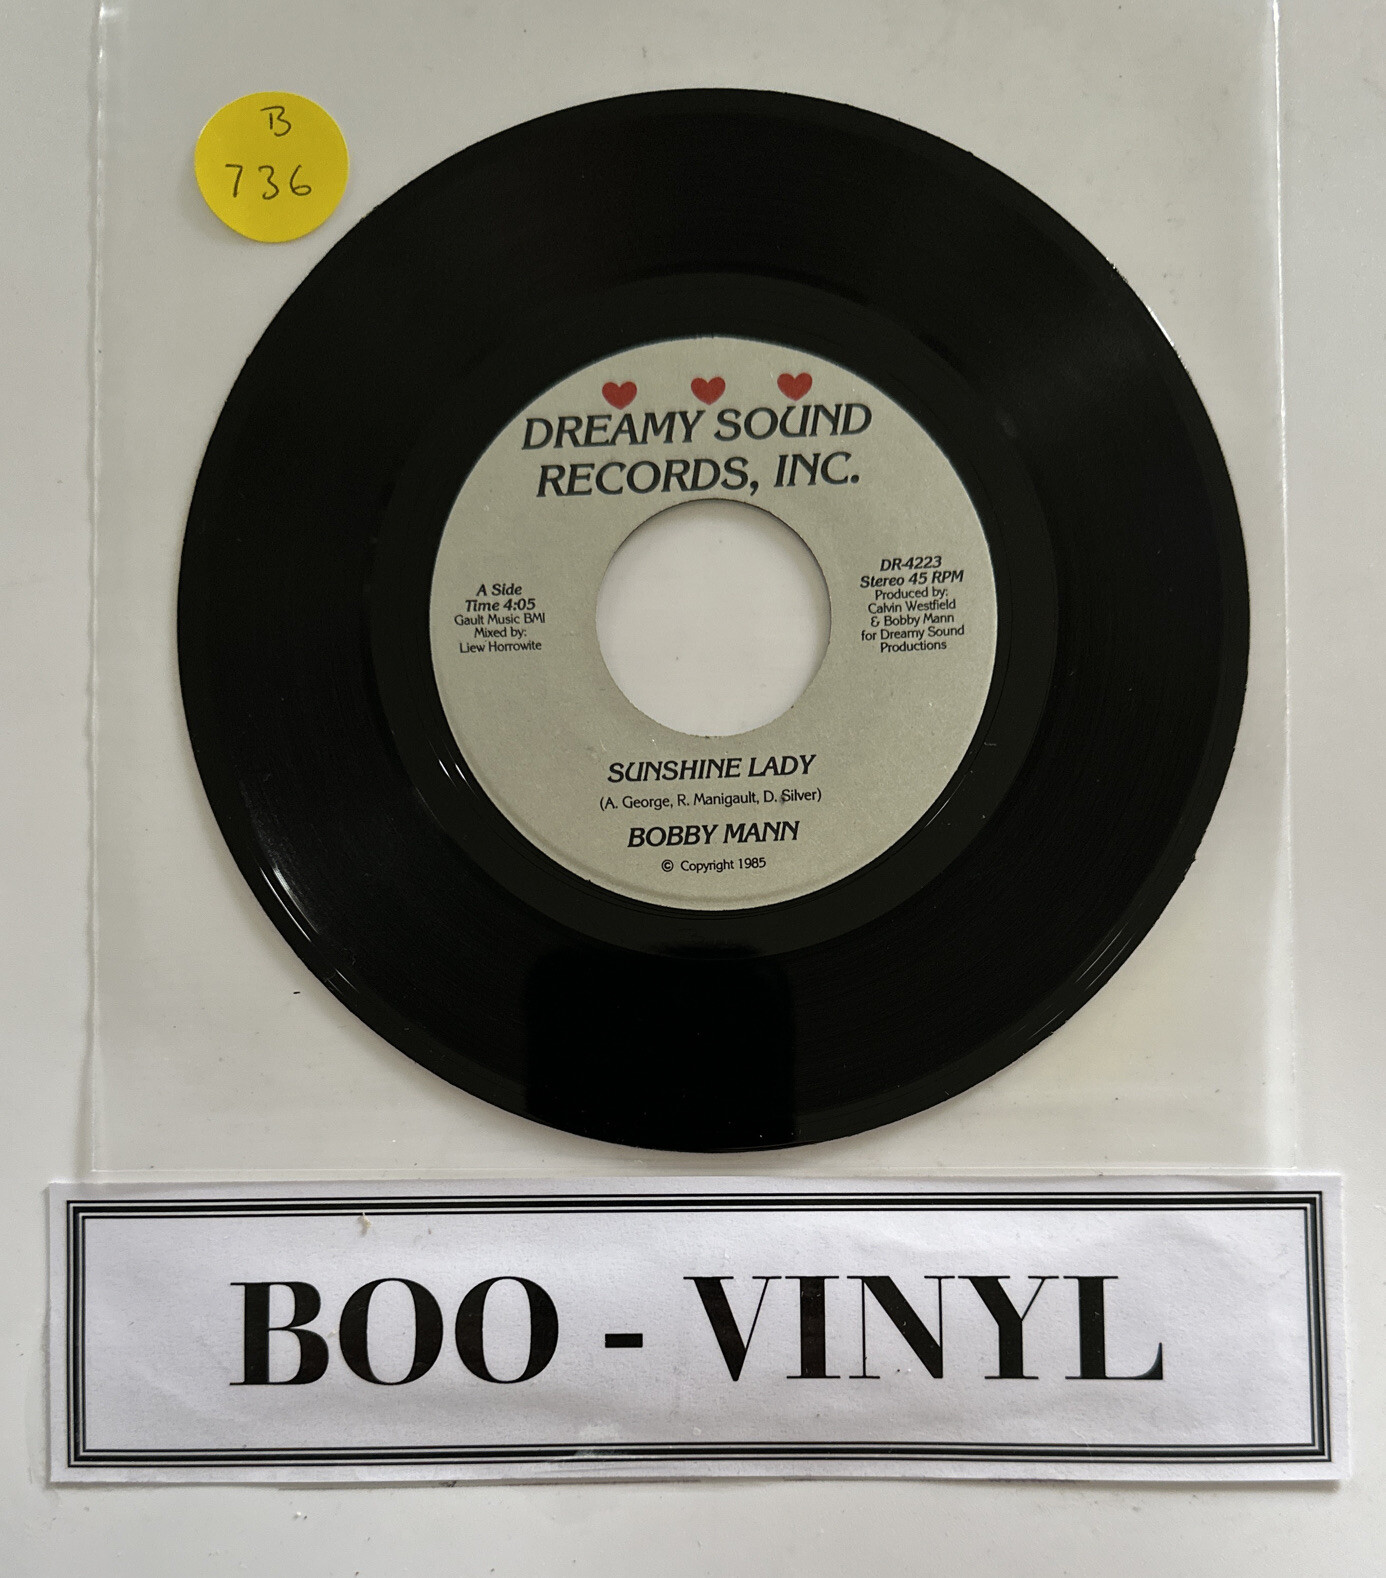 B
736
DREAMY SOUND
RECORDS, INC.
A Side
Time 4:05
Gault Music BMI
Mixed by:
Liew Horrowite
DR-4223
Stereo 45 RPM
Produced by:
Calvin Westfield
& Bobby Mann
for Dreamy Sound
Productions
SUNSHINE LADY
(A. George, R. Manigault, D. Silver)
BOBBY MANN
© Copyright 1985
BOO - VINYL